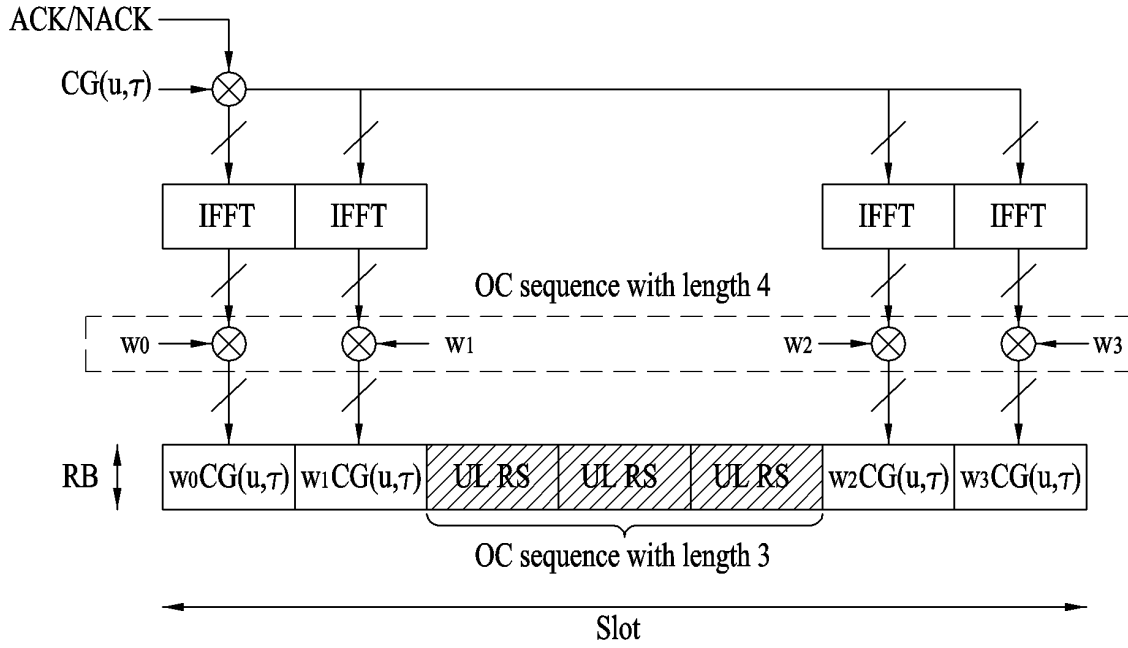 ACK/NACK
CG(u,τ)
IFFT IFFT IFFT IFFT
OC sequence with length 4
w0 w1 w2 w3
RB w0CG(u,τ) w1CG(u,τ) UL RS UL RS UL RS w2CG(u,τ) w3CG(u,τ)
OC sequence with length 3
Slot